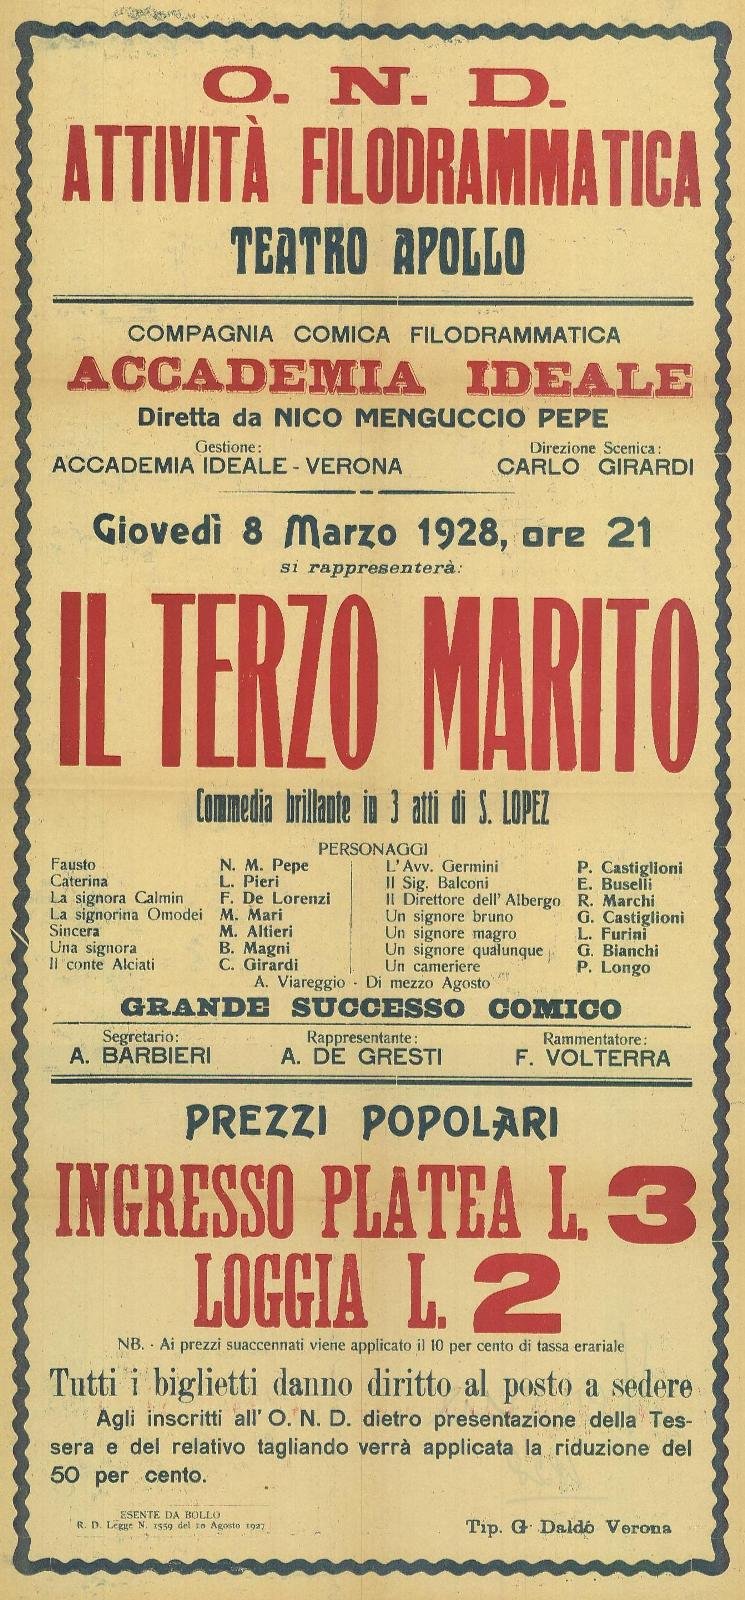 O. N. D.
ATTIVITÀ FILODRAMMATICA
TEATRO APOLLO
COMPAGNIA COMICA FILODRAMMATICA
ACCADEMIA IDEALE
Diretta da NICO MENGUCCIO PEPE
Gestione: Direzione Scenica:
ACCADEMIA IDEALE - VERONA CARLO GIRARDI
Giovedì 8 Marzo 1928, ore 21
si rappresenterà:
IL TERZO MARITO
Commedia brillante in 3 atti di S. LOPEZ
PERSONAGGI
Fausto N. M. Pepe
Caterina L. Pieri
La signora Calmin F. De Lorenzi
La signorina Omodei M. Mari
Sincera M. Altieri
Una signora B. Magni
Il conte Alciati C. Girardi
L'Avv. Germini P. Castiglioni
Il Sig. Balconi E. Buselli
Il Direttore dell'Albergo R. Marchi
Un signore bruno G. Castiglioni
Un signore magro L. Furini
Un signore qualunque G. Bianchi
Un cameriere P. Longo
A. Viareggio - Di mezzo Agosto
GRANDE SUCCESSO COMICO
Segretario: Rappresentante: Rammentatore:
A. BARBIERI A. DE GRESTI F. VOLTERRA
PREZZI POPOLARI
INGRESSO PLATEA L. 3
LOGGIA L. 2
NB. - Ai prezzi suaccennati viene applicato il 10 per cento di tassa erariale
Tutti i biglietti danno diritto al posto a sedere
Agli inscritti all'O. N. D. dietro presentazione della Tes-
sera e del relativo tagliando verrà applicata la riduzione del
50 per cento.
ESENTE DA BOLLO
R. D. Legge N. 1559 del 10 Agosto 1927
Tip. G. Daldó Verona